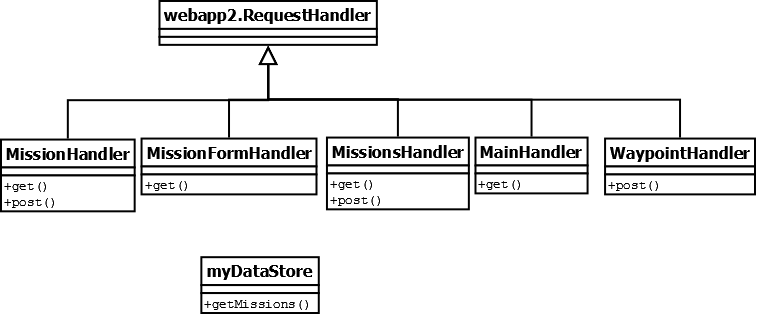 webapp2.RequestHandler
MissionHandler
+get()
+post()
MissionFormHandler
+get()
MissionsHandler
+get()
+post()
MainHandler
+get()
WaypointHandler
+post()
myDataStore
+getMissions()